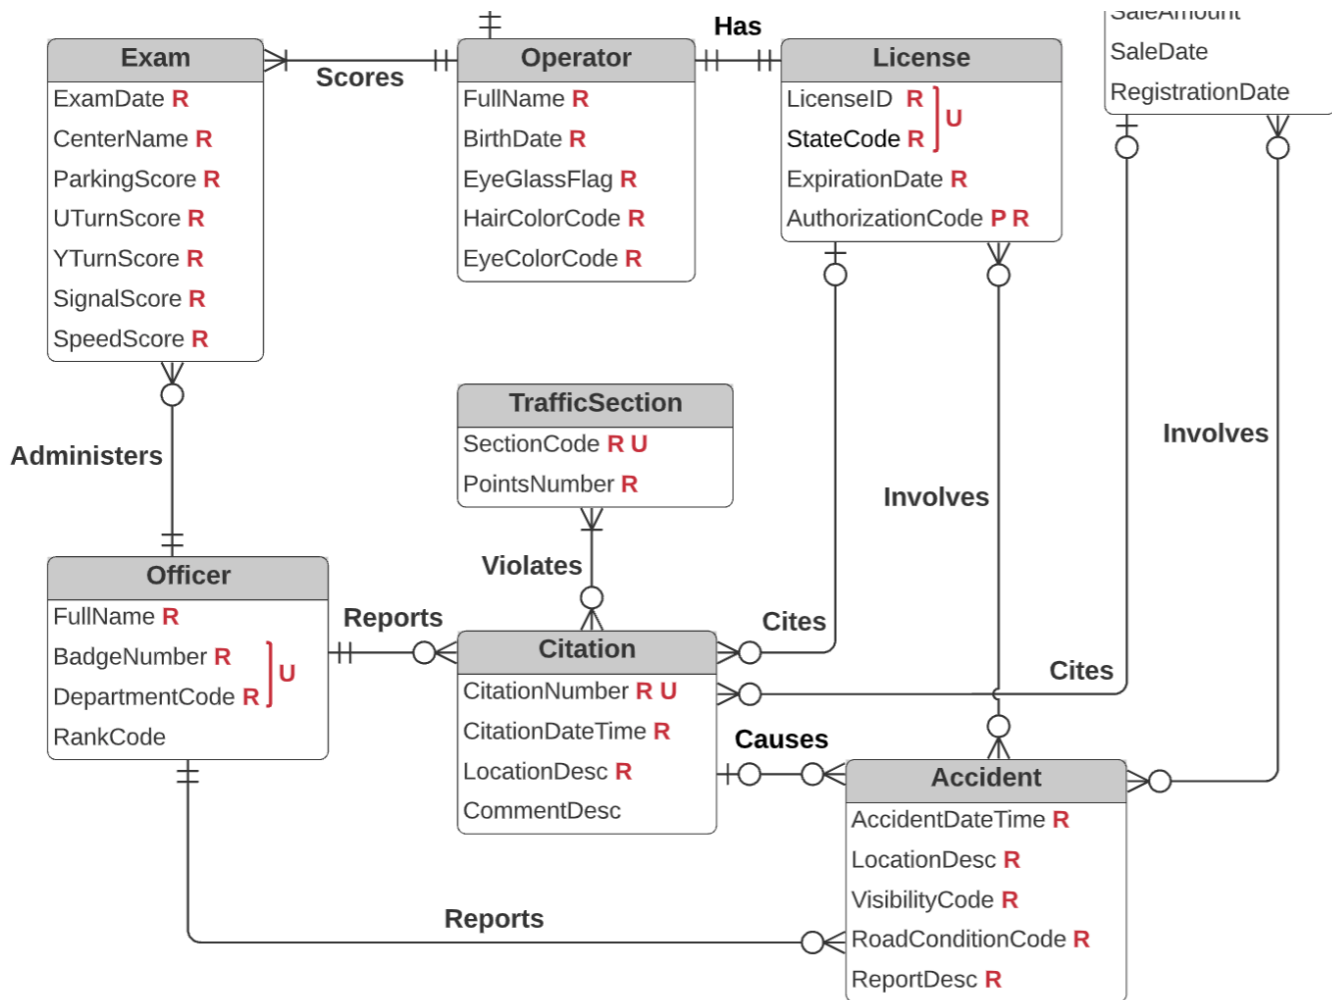 Has
SaleAmount
SaleDate
RegistrationDate
Exam
ExamDate R
CenterName R
ParkingScore R
UTurnScore R
YTurnScore R
SignalScore R
SpeedScore R
Scores
Operator
FullName R
BirthDate R
EyeGlassFlag R
HairColorCode R
EyeColorCode R
License
LicenseID R
StateCode R
U
ExpirationDate R
AuthorizationCode P R
TrafficSection
SectionCode R U
PointsNumber R
Administers
Involves
Involves
Violates
Officer
FullName R
BadgeNumber R
DepartmentCode R
U
RankCode
Reports
Cites
Cites
Citation
CitationNumber R U
CitationDateTime R
LocationDesc R
CommentDesc
Causes
Accident
AccidentDateTime R
LocationDesc R
VisibilityCode R
RoadConditionCode R
ReportDesc R
Reports